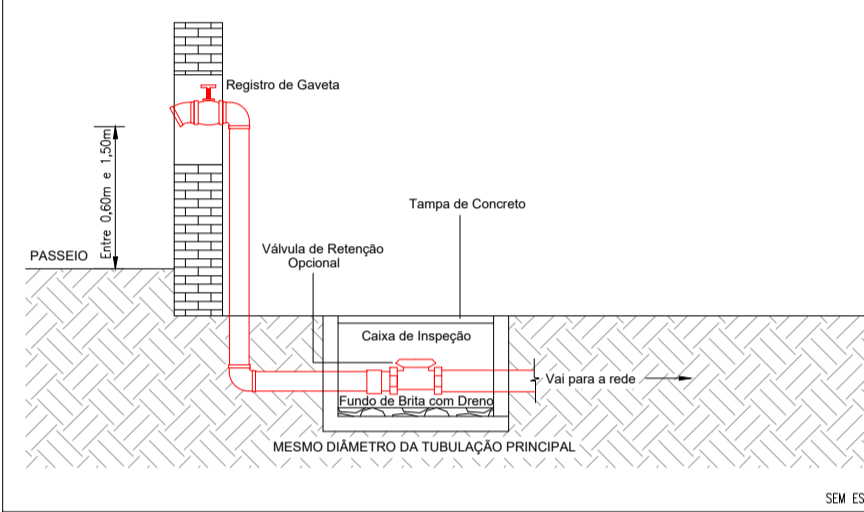 Registro de Gaveta
Entre 0,60m e 1,50m
Tampa de Concreto
PASSEIO
Válvula de Retenção
Opcional
Caixa de Inspeção
Vai para a rede
Fundo de Brita com Dreno
MESMO DIÂMETRO DA TUBULAÇÃO PRINCIPAL
SEM ES